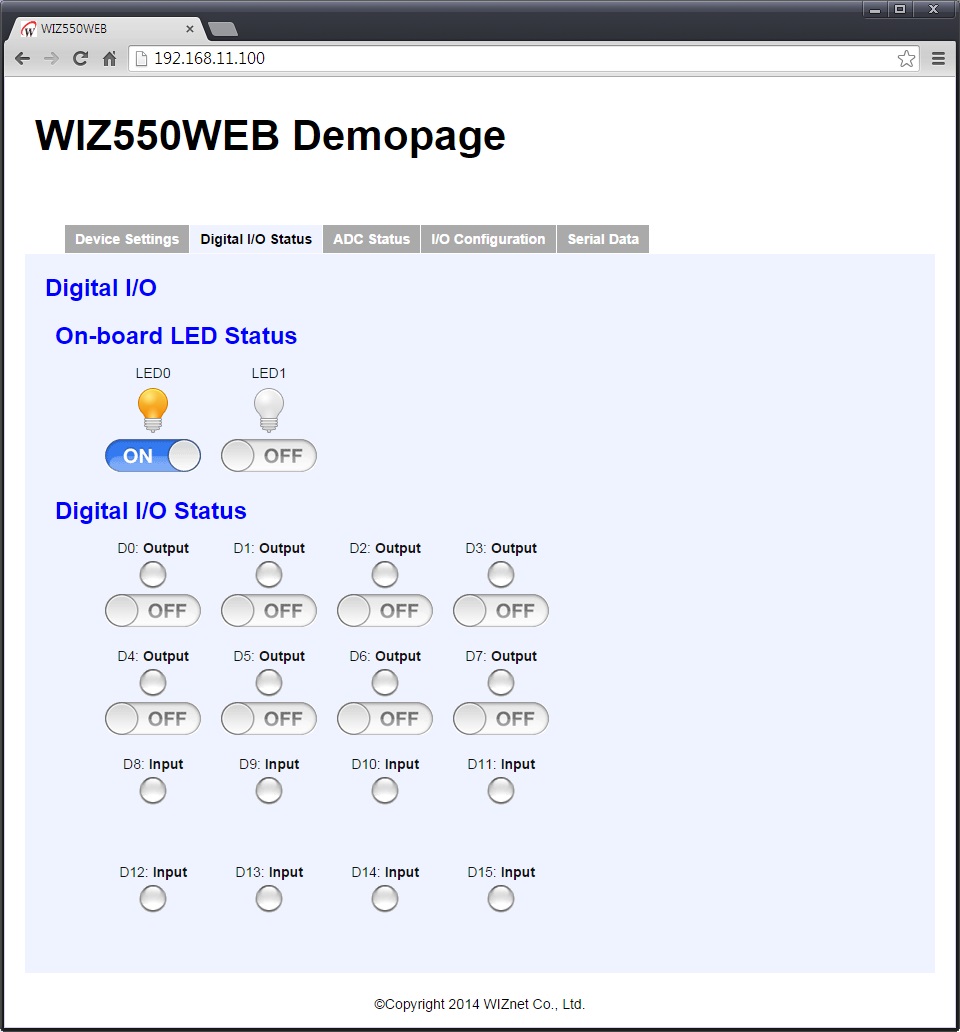 WIZ550WEB
192.168.11.100
WIZ550WEB Demopage
Device Settings Digital I/O Status ADC Status I/O Configuration Serial Data
Digital I/O
On-board LED Status
LED0 LED1
ON OFF
Digital I/O Status
D0: Output D1: Output D2: Output D3: Output
OFF OFF OFF OFF
D4: Output D5: Output D6: Output D7: Output
OFF OFF OFF OFF
D8: Input D9: Input D10: Input D11: Input
D12: Input D13: Input D14: Input D15: Input
©Copyright 2014 WIZnet Co., Ltd.